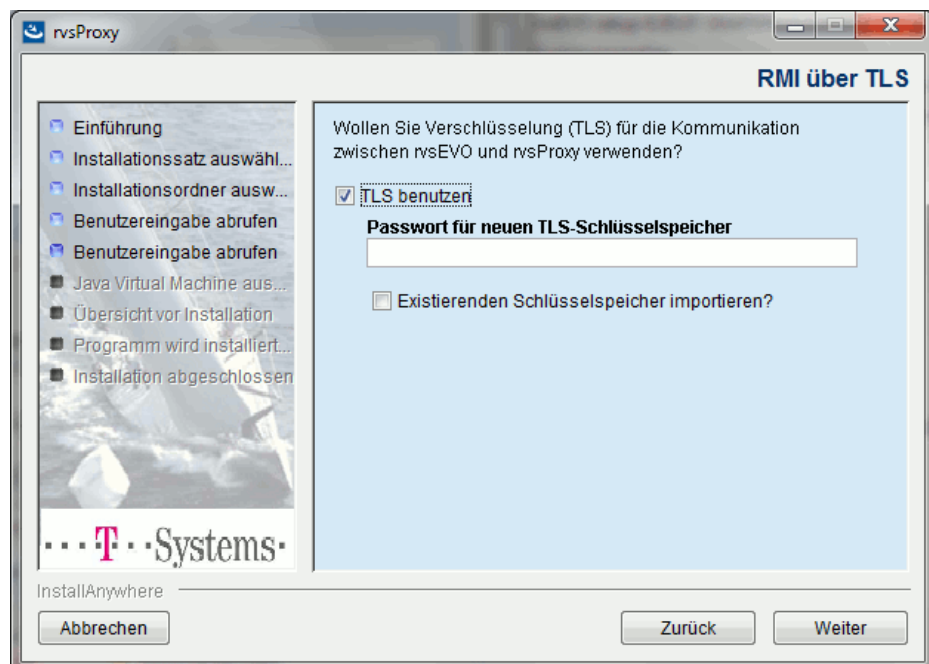 rvsProxy
RMI über TLS
Einführung
Installationssatz auswähl...
Installationsordner ausw...
Benutzereingabe abrufen
Benutzereingabe abrufen
Java Virtual Machine aus...
Übersicht vor Installation
Programm wird installiert...
Installation abgeschlossen
Wollen Sie Verschlüsselung (TLS) für die Kommunikation
zwischen rvsEVO und rvsProxy verwenden?
TLS benutzen
Passwort für neuen TLS-Schlüsselspeicher
Existierenden Schlüsselspeicher importieren?
· · · T · · Systems ·
InstallAnywhere
Abbrechen
Zurück
Weiter